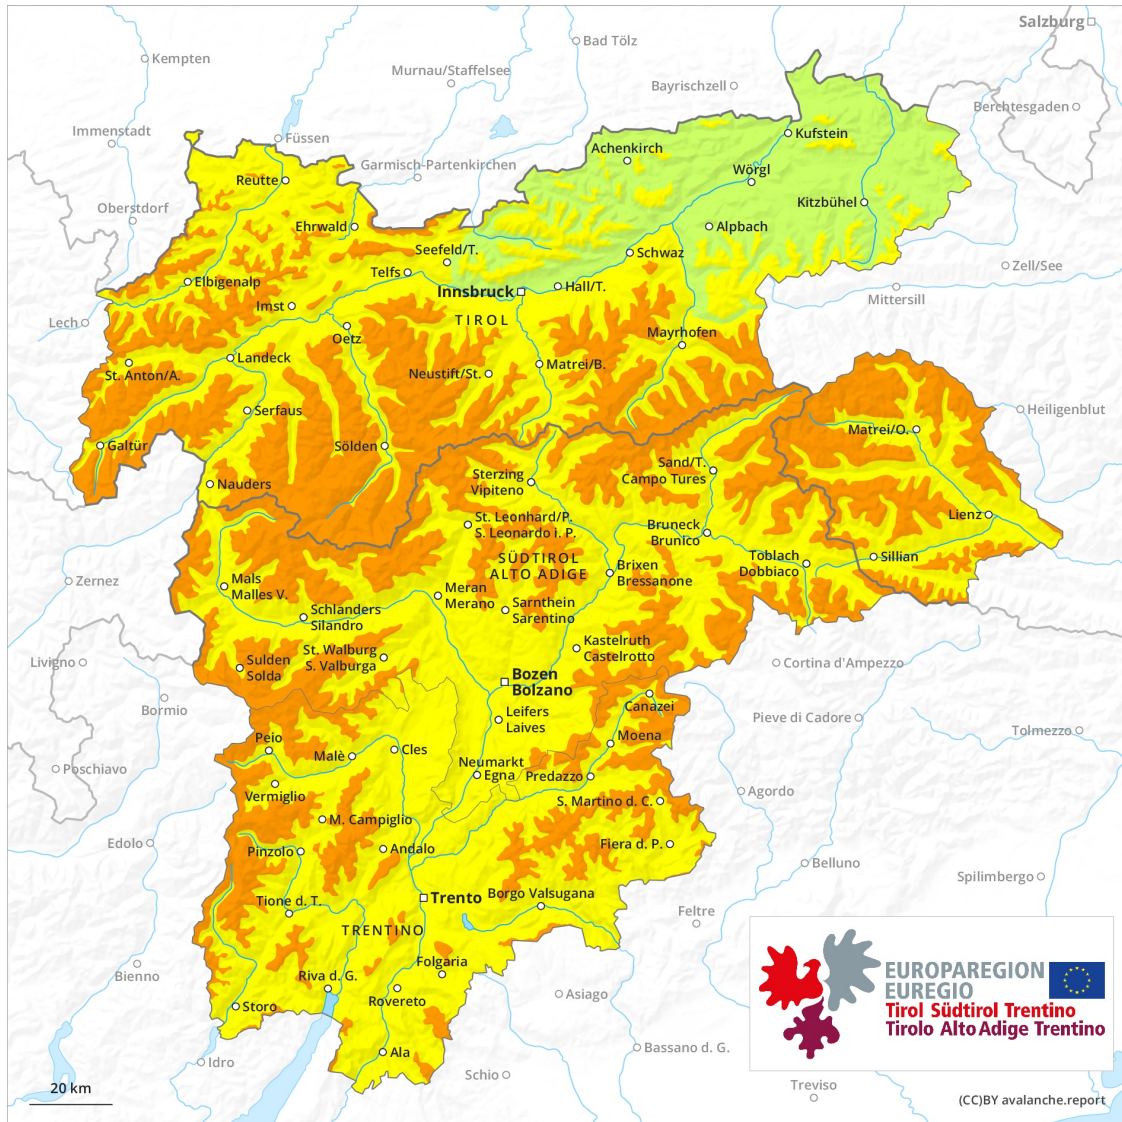 Salzburg
Bad Tölz
Kempten
Murnau/Staffelsee
Bayrischzell
Berchtesgaden
Immenstadt
Füssen
Kufstein
Achenkirch
Garmisch-Partenkirchen
Wörgl
Reutte
Oberstdorf
Kitzbühel
Ehrwald
Alpbach
Seefeld/T.
Schwaz
Telfs
Zell/See
Elbigenalp
Hall/T.
Innsbruck
Mittersill
Imst
TIROL
Lech
Oetz
Mayrhofen
Landeck
Matrei/B.
St. Anton/A.
Neustift/St.
Serfaus
Heiligenblut
Matrei/O.
Galtür
Sölden
Sand/T.
Campo Tures
Sterzing
Vipiteno
Nauders
Lienz
St. Leonhard/P.
S. Leonardo i. P.
Bruneck
Brunico
SÜDTIROL
ALTO ADIGE
Toblach
Dobbiaco
Sillian
Brixen
Bressanone
Zernez
Mals
Malles V.
Meran
Merano
Schlanders
Silandro
Sarnthein
Sarentino
Kastelruth
Castelrotto
St. Walburg
S. Valburga
Livigno
Sulden
Solda
Cortina d'Ampezzo
Bozen
Bolzano
Bormio
Canazei
Leifers
Laives
Pieve di Cadore
Tolmezzo
Peio
Moena
Malè
Cles
Neumarkt
Egna
Predazzo
Poschiavo
Vermiglio
Agordo
S. Martino d. C.
M. Campiglio
Edolo
Pinzolo
Andalo
Fiera d. P.
Belluno
Spilimbergo
Trento
Borgo Valsugana
Tione d. T.
Feltre
TRENTINO
Folgaria
Bienno
Riva d. G.
Rovereto
Asiago
Storo
EUROPAREGION
EUREGIO
Tirol Südtirol Trentino
Tirolo Alto Adige Trentino
Ala
Bassano d. G.
Idro
Schio
Treviso
20 km
(CC)BY avalanche.report